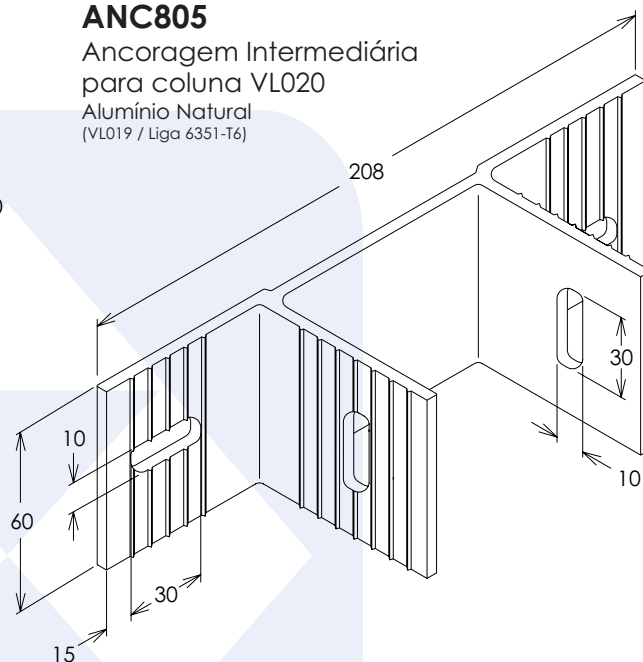 ANC805
Ancoragem Intermediária
para coluna VL020
Alumínio Natural
(VL019 / Liga 6351-T6)
208
0
30
10
10
60
30
15